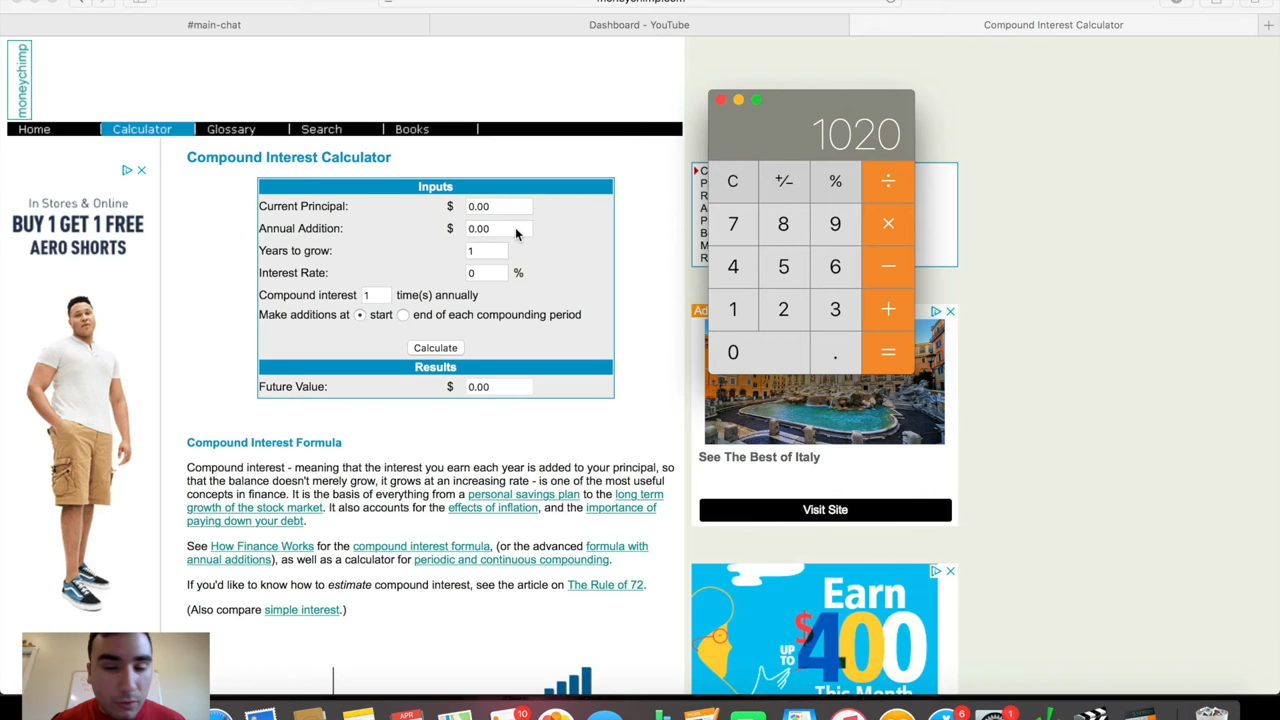 #main-chat
Dashboard - YouTube
Compound Interest Calculator
+
moneychimp
Home
Calculator
Glossary
Search
Books
In Stores & Online
BUY 1 GET 1 FREE
AERO SHORTS
Compound Interest Calculator
Inputs
Current Principal: $ 0.00
Annual Addition: $ 0.00
Years to grow: 1
Interest Rate: 0 %
Compound interest 1 time(s) annually
Make additions at start end of each compounding period
Calculate
Results
Future Value: $ 0.00
Compound Interest Formula
Compound interest - meaning that the interest you earn each year is added to your principal, so
that the balance doesn't merely grow, it grows at an increasing rate - is one of the most useful
concepts in finance. It is the basis of everything from a personal savings plan to the long term
growth of the stock market. It also accounts for the effects of inflation, and the importance of
paying down your debt.
See How Finance Works for the compound interest formula, (or the advanced formula with
annual additions), as well as a calculator for periodic and continuous compounding.
If you'd like to know how to estimate compound interest, see the article on The Rule of 72.
(Also compare simple interest.)
1020
C +/− % ÷
7 8 9 ×
4 5 6 −
1 2 3 +
0 . =
See The Best of Italy
Visit Site
Earn
UP TO $400
This Month
APR
10
6
1